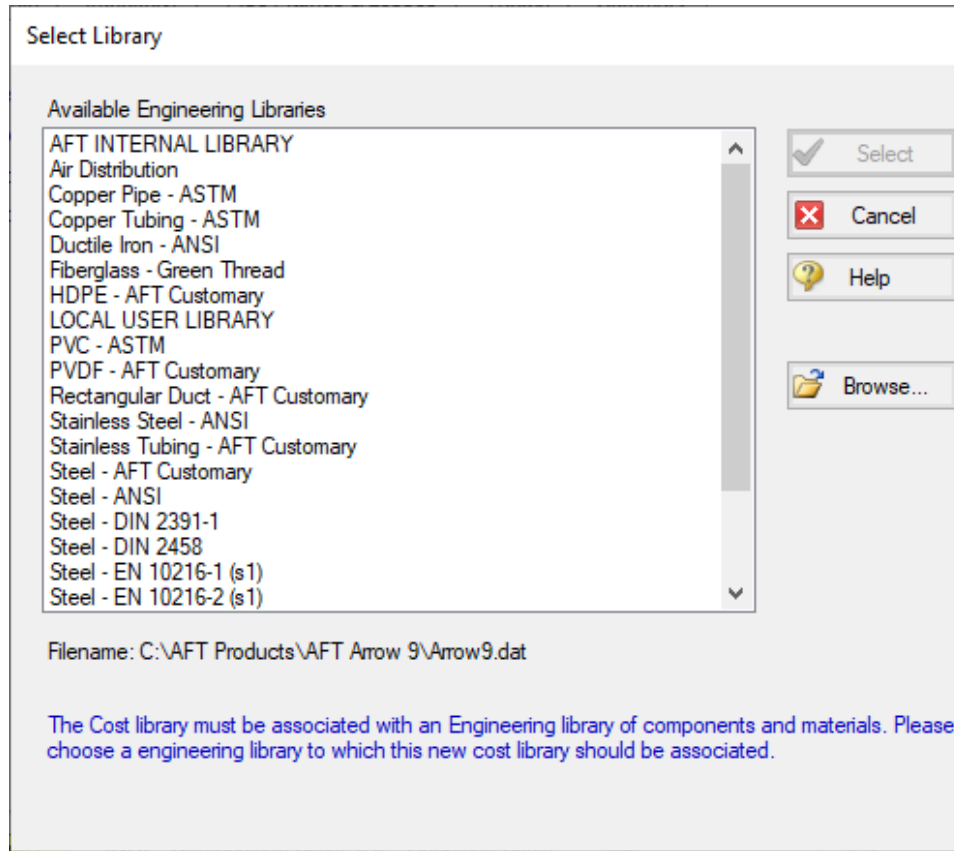 Select Library
Available Engineering Libraries
AFT INTERNAL LIBRARY
Air Distribution
Copper Pipe - ASTM
Copper Tubing - ASTM
Ductile Iron - ANSI
Fiberglass - Green Thread
HDPE - AFT Customary
LOCAL USER LIBRARY
PVC - ASTM
PVDF - AFT Customary
Rectangular Duct - AFT Customary
Stainless Steel - ANSI
Stainless Tubing - AFT Customary
Steel - AFT Customary
Steel - ANSI
Steel - DIN 2391-1
Steel - DIN 2458
Steel - EN 10216-1 (s1)
Steel - EN 10216-2 (s1)
Select
Cancel
Help
Browse...
Filename: C:\AFT Products\AFT Arrow 9\Arrow9.dat
The Cost library must be associated with an Engineering library of components and materials. Please
choose a engineering library to which this new cost library should be associated.